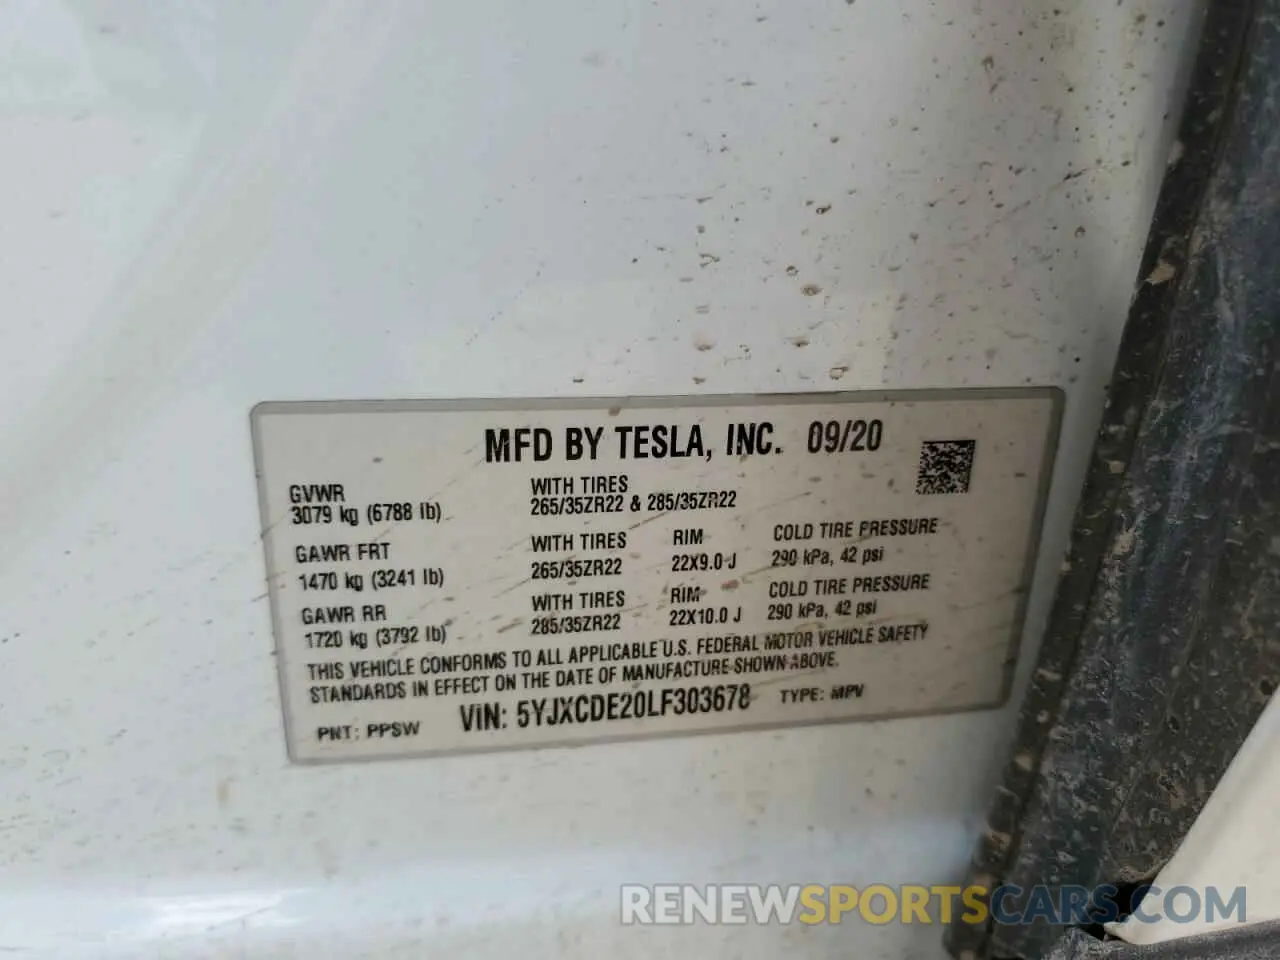 MFD BY TESLA, INC. 09/20
GVWR
3079 kg (6788 lb)
WITH TIRES
265/35ZR22 & 285/35ZR22
GAWR FRT
1470 kg (3241 lb)
WITH TIRES
265/35ZR22
RIM
22X9.0 J
COLD TIRE PRESSURE
290 kPa, 42 psi
GAWR RR
1720 kg (3792 lb)
WITH TIRES
285/35ZR22
RIM
22X10.0 J
COLD TIRE PRESSURE
290 kPa, 42 psi
THIS VEHICLE CONFORMS TO ALL APPLICABLE U.S. FEDERAL MOTOR VEHICLE SAFETY
STANDARDS IN EFFECT ON THE DATE OF MANUFACTURE SHOWN ABOVE.
PNT: PPSW VIN: 5YJXCDE20LF303678 TYPE: MPV
RENEWSPORTSCARS.COM